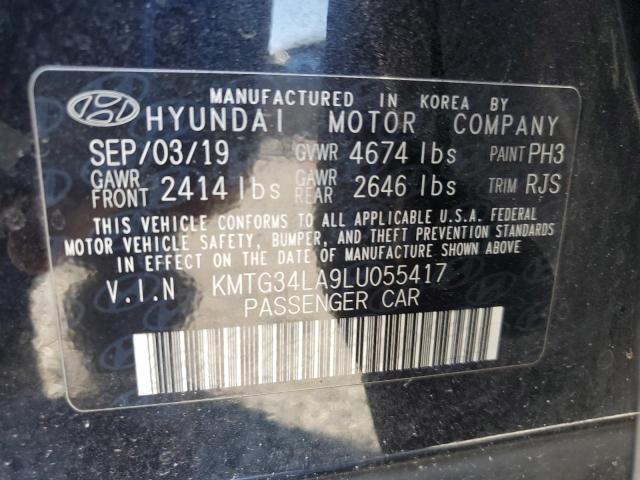 MANUFACTURED IN KOREA BY
HYUNDAI MOTOR COMPANY
SEP/03/19 GVWR 4674 lbs PAINT PH3
GAWR FRONT 2414 lbs GAWR REAR 2646 lbs TRIM RJS
THIS VEHICLE CONFORMS TO ALL APPLICABLE U.S.A. FEDERAL
MOTOR VEHICLE SAFETY, BUMPER, AND THEFT PREVENTION STANDARDS
IN EFFECT ON THE DATE OF MANUFACTURE SHOWN ABOVE.
V.I.N KMTG34LA9LU055417
PASSENGER CAR